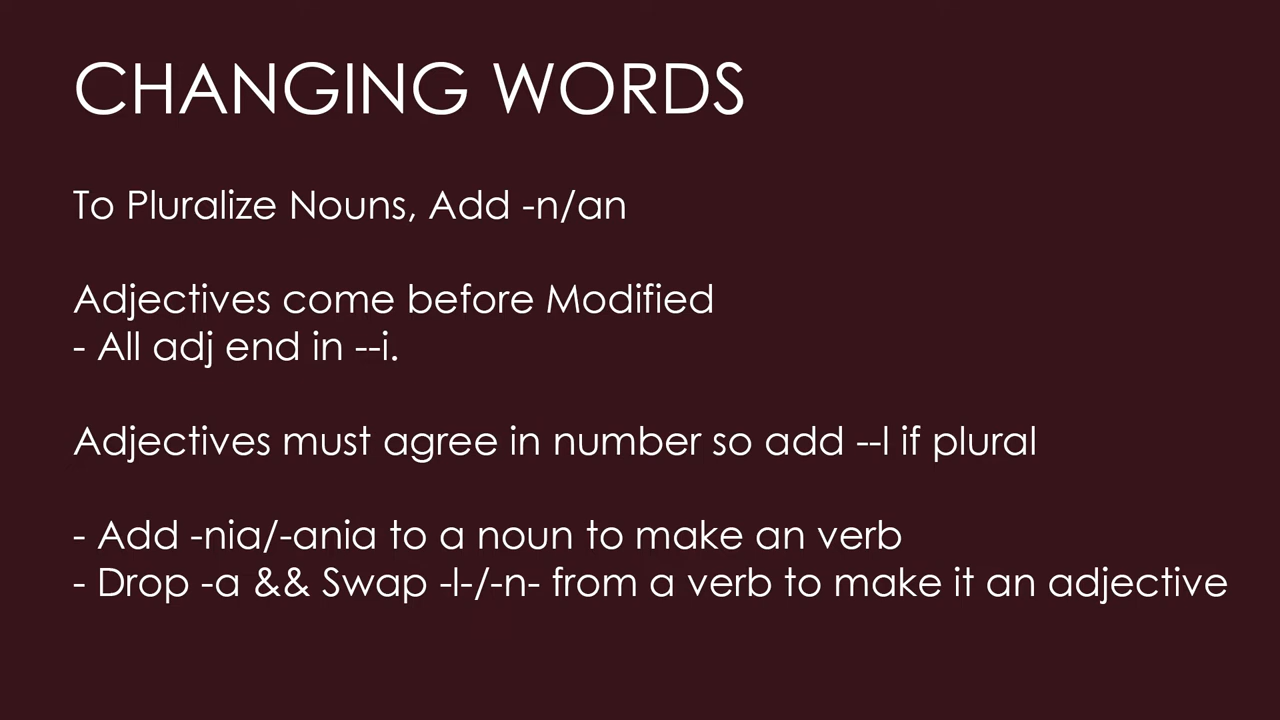 CHANGING WORDS
To Pluralize Nouns, Add -n/an
Adjectives come before Modified
- All adj end in --i.
Adjectives must agree in number so add --l if plural
- Add -nia/-ania to a noun to make an verb
- Drop -a && Swap -l-/-n- from a verb to make it an adjective